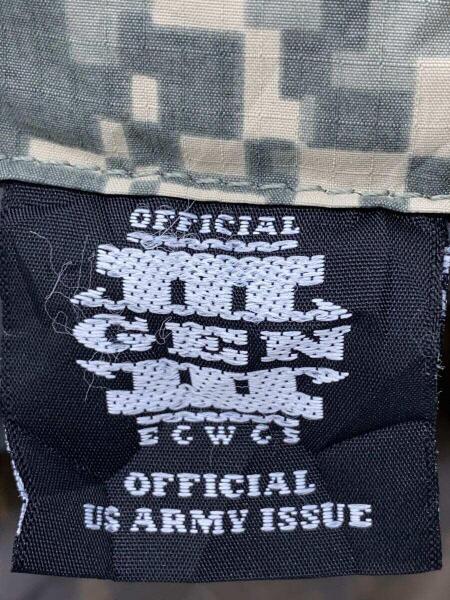 OFFICIAL
III
GEN
III
ECWCS
OFFICIAL
US ARMY ISSUE